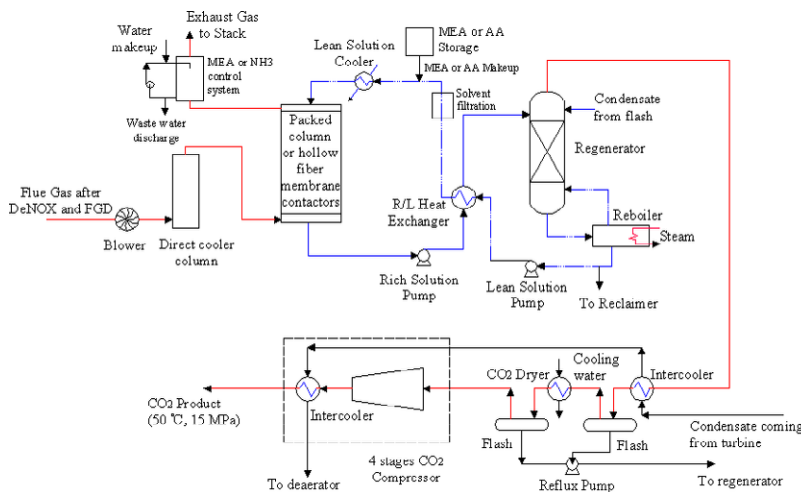 Water
makeup
Exhaust Gas
to Stack
MEA or NH3
control
system
Waste water
discharge
Lean Solution
Cooler
MEA or AA
Storage
MEA or AA Makeup
Solvent
filtration
Condensate
from flash
Regenerator
Packed
column
or hollow
fiber
membrane
contactors
R/L Heat
Exchanger
Reboiler
Steam
Flue Gas after
DeNOX and FGD
Blower
Direct cooler
column
Rich Solution
Pump
Lean Solution
Pump
To Reclaimer
CO2 Product
(50 ℃, 15 MPa)
Intercooler
4 stages CO2
Compressor
To deaerator
CO2 Dryer
Cooling
water
Intercooler
Flash
Flash
Condensate coming
from turbine
Reflux Pump
To regenerator